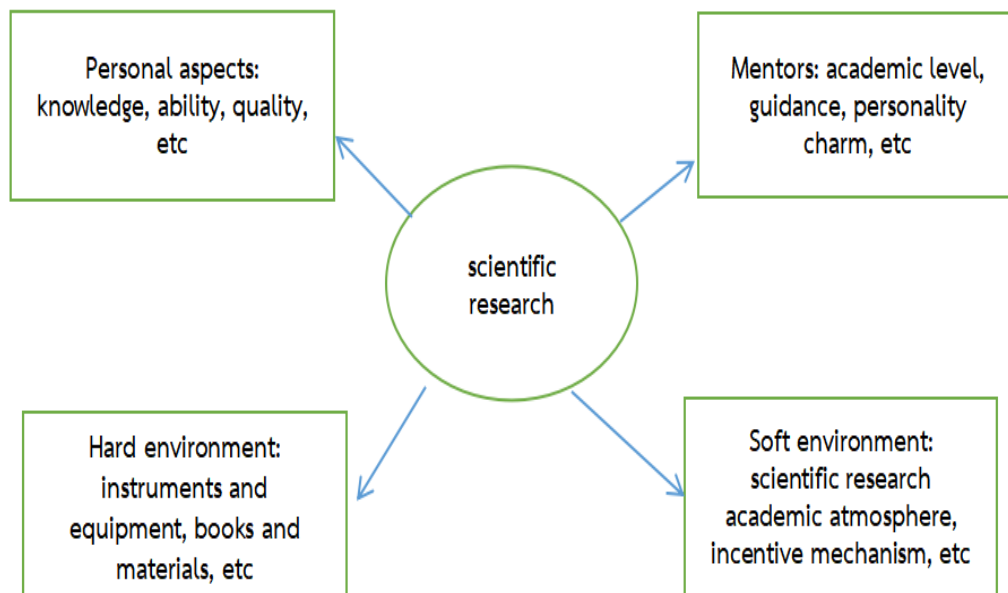 Personal aspects:
knowledge, ability, quality,
etc
Mentors: academic level,
guidance, personality
charm, etc
scientific
research
Hard environment:
instruments and
equipment, books and
materials, etc
Soft environment:
scientific research
academic atmosphere,
incentive mechanism, etc